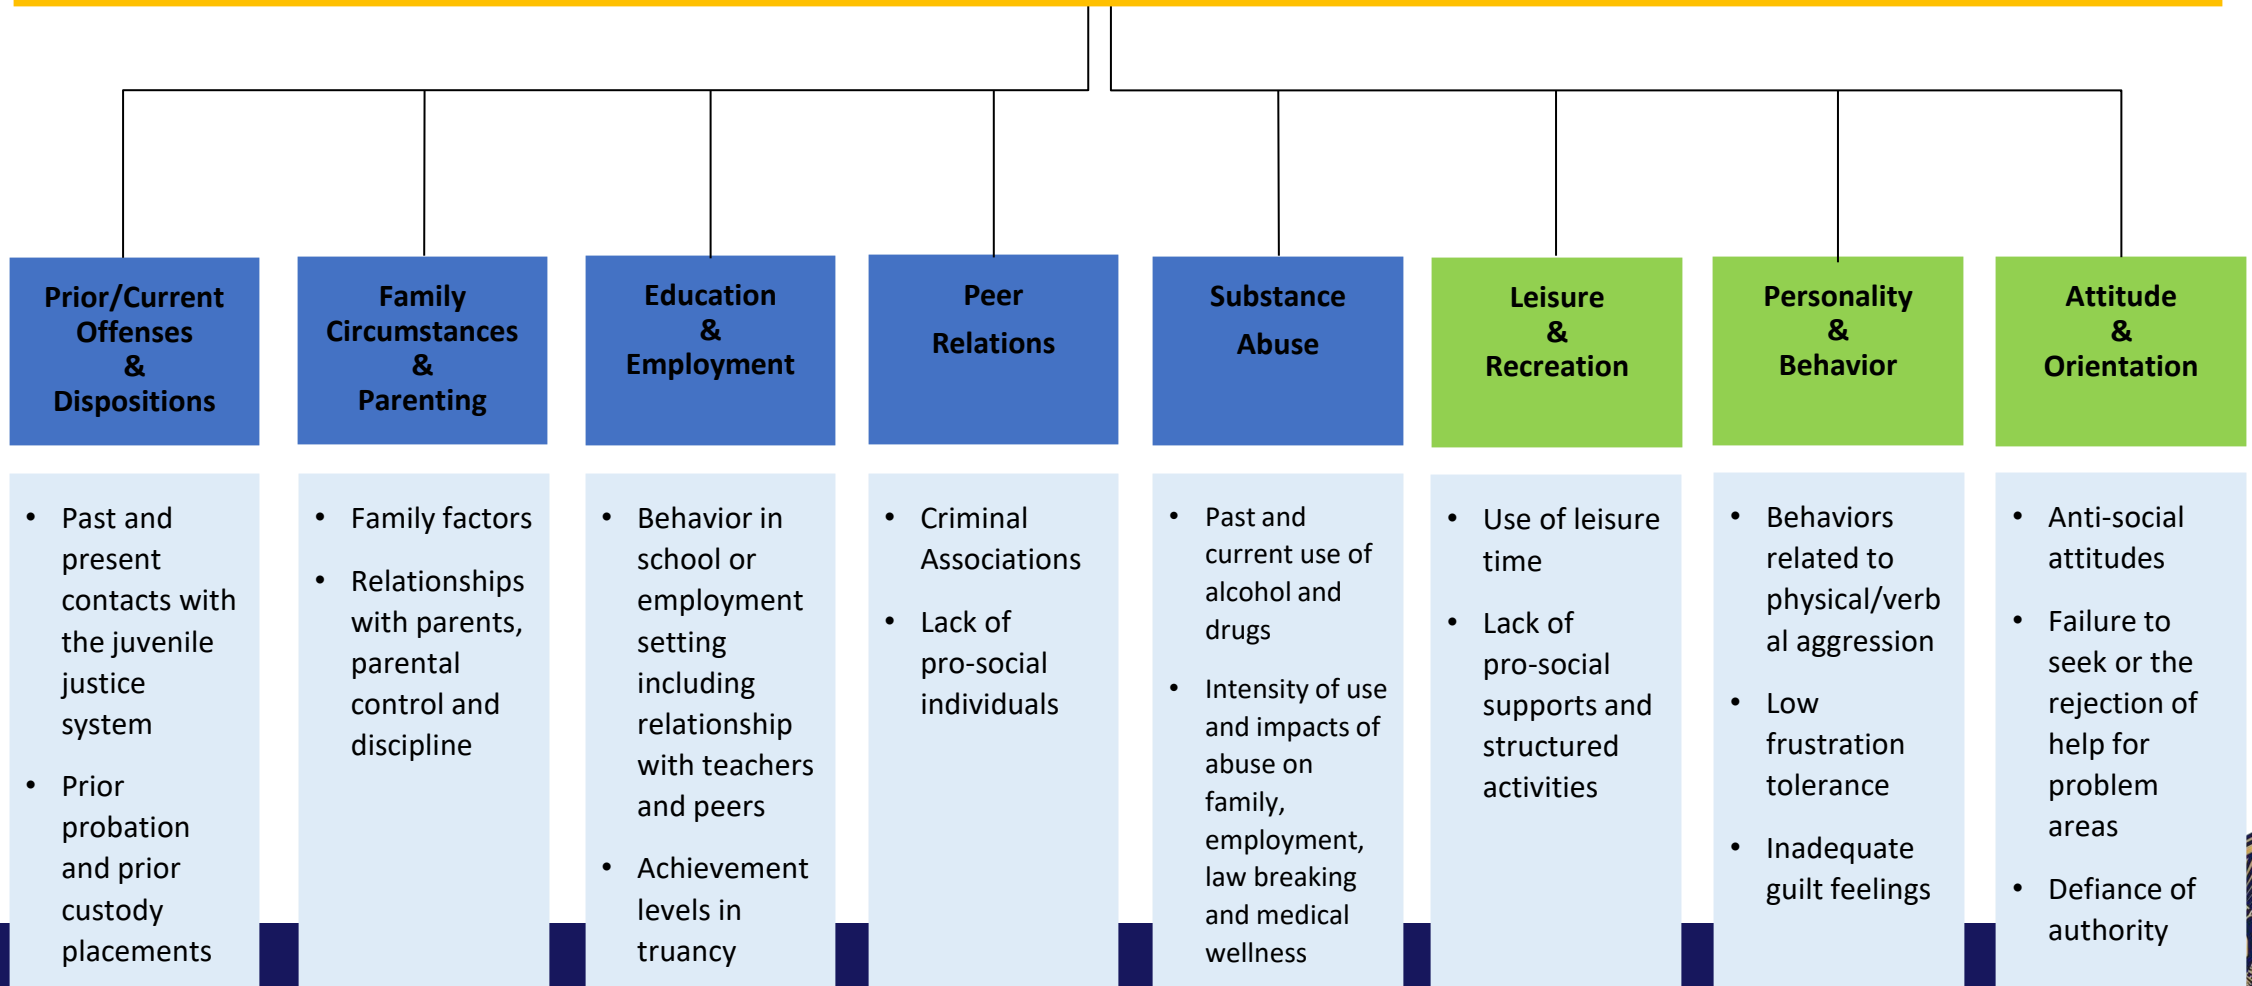 Prior/Current
Offenses
&
Dispositions
Family
Circumstances
&
Parenting
Education
&
Employment
Peer
Relations
Substance
Abuse
Leisure
&
Recreation
Personality
&
Behavior
Attitude
&
Orientation
• Past and
present
contacts with
the juvenile
justice
system
• Prior
probation
and prior
custody
placements
• Family factors
• Relationships
with parents,
parental
control and
discipline
• Behavior in
school or
employment
setting
including
relationship
with teachers
and peers
• Achievement
levels in
truancy
• Criminal
Associations
• Lack of
pro-social
individuals
• Past and
current use of
alcohol and
drugs
• Intensity of use
and impacts of
abuse on
family,
employment,
law breaking
and medical
wellness
• Use of leisure
time
• Lack of
pro-social
supports and
structured
activities
• Behaviors
related to
physical/verb
al aggression
• Low
frustration
tolerance
• Inadequate
guilt feelings
• Anti-social
attitudes
• Failure to
seek or the
rejection of
help for
problem
areas
• Defiance of
authority